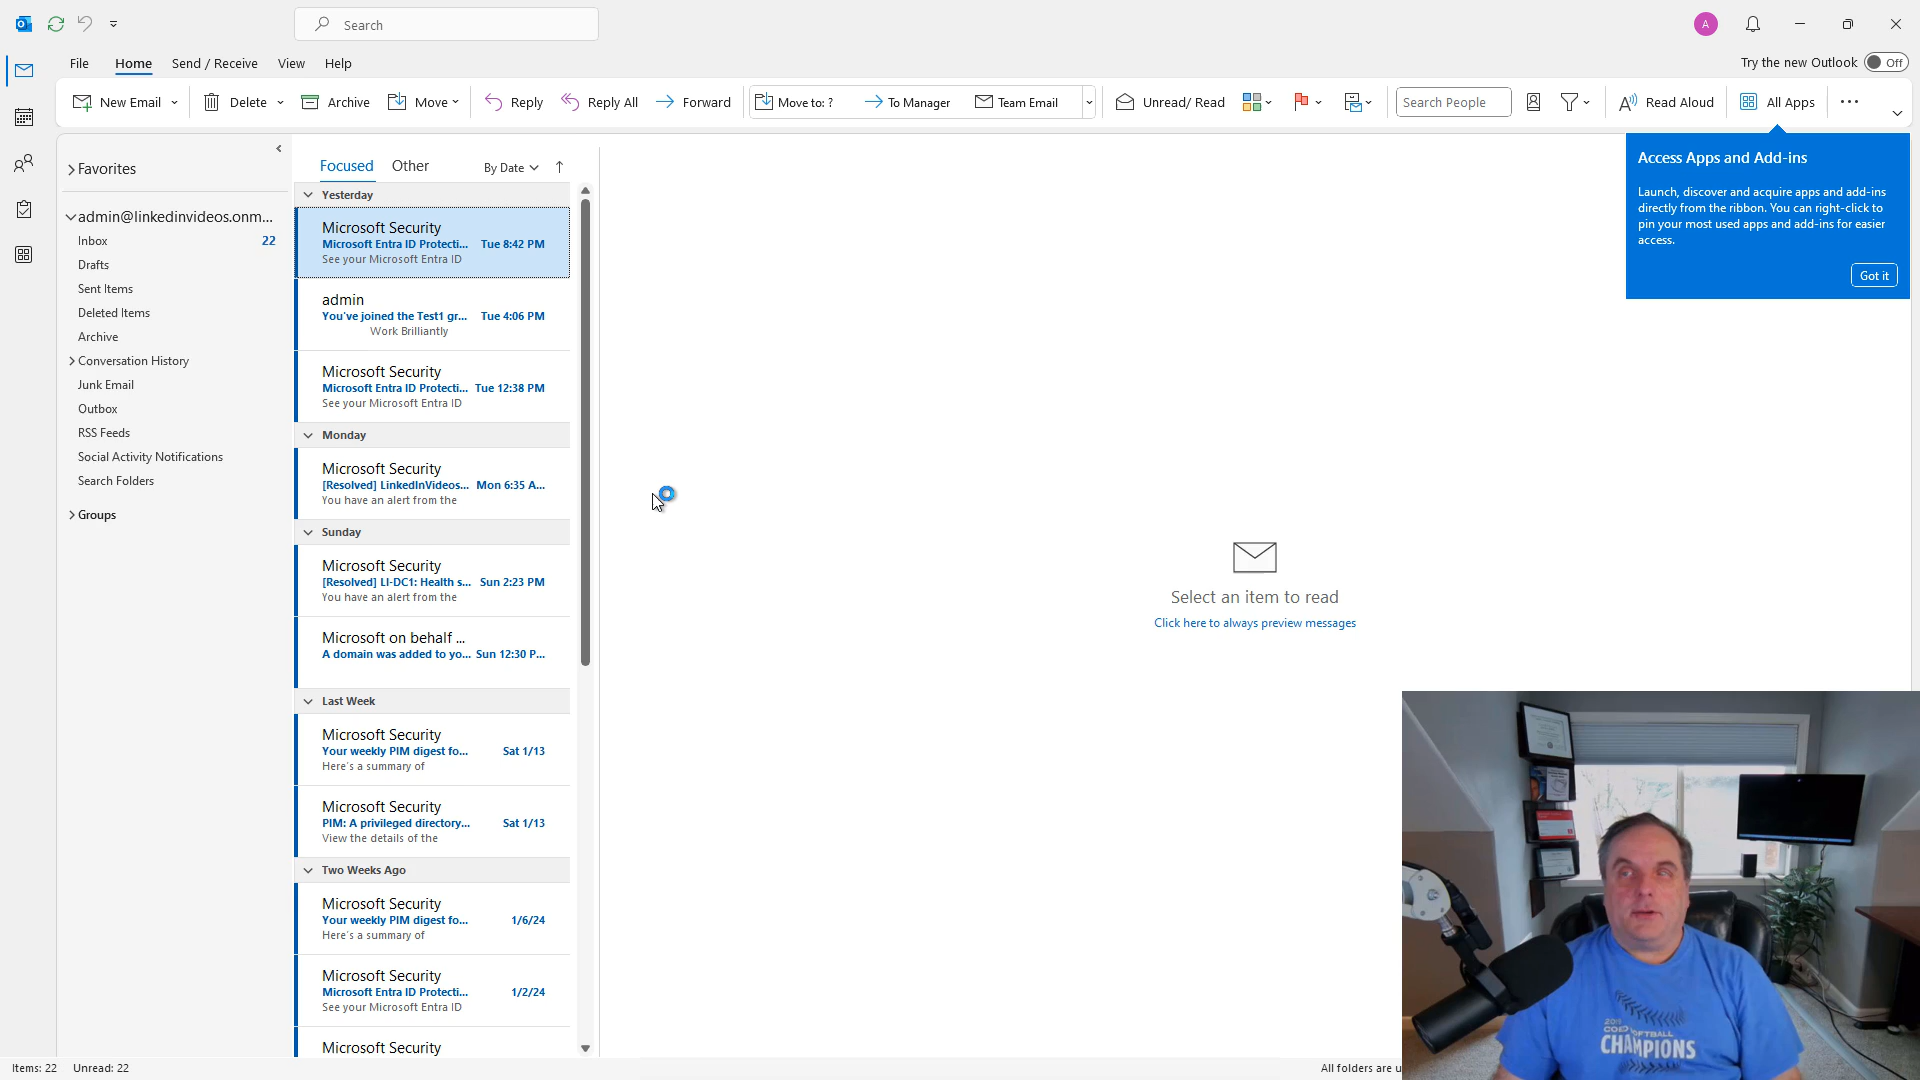 Search
A
File Home Send / Receive View Help
Try the new Outlook Off
New Email Delete Archive Move Reply Reply All Forward Move to: ? To Manager Team Email Unread/ Read Search People Read Aloud All Apps
Favorites
admin@linkedinvideos.onm...
Inbox 22
Drafts
Sent Items
Deleted Items
Archive
Conversation History
Junk Email
Outbox
RSS Feeds
Social Activity Notifications
Search Folders
Groups
Focused Other By Date
Yesterday
Microsoft Security
Microsoft Entra ID Protecti... Tue 8:42 PM
See your Microsoft Entra ID
admin
You've joined the Test1 gr... Tue 4:06 PM
Work Brilliantly
Microsoft Security
Microsoft Entra ID Protecti... Tue 12:38 PM
See your Microsoft Entra ID
Monday
Microsoft Security
[Resolved] LinkedInVideos... Mon 6:35 A...
You have an alert from the
Sunday
Microsoft Security
[Resolved] LI-DC1: Health s... Sun 2:23 PM
You have an alert from the
Microsoft on behalf ...
A domain was added to yo... Sun 12:30 P...
Last Week
Microsoft Security
Your weekly PIM digest fo... Sat 1/13
Here's a summary of
Microsoft Security
PIM: A privileged directory... Sat 1/13
View the details of the
Two Weeks Ago
Microsoft Security
Your weekly PIM digest fo... 1/6/24
Here's a summary of
Microsoft Security
Microsoft Entra ID Protecti... 1/2/24
See your Microsoft Entra ID
Microsoft Security
Select an item to read
Click here to always preview messages
Access Apps and Add-ins
Launch, discover and acquire apps and add-ins
directly from the ribbon. You can right-click to
pin your most used apps and add-ins for easier
access.
Got it
SOFTBALL
CHAMPIONS
Items: 22 Unread: 22
All folders are u